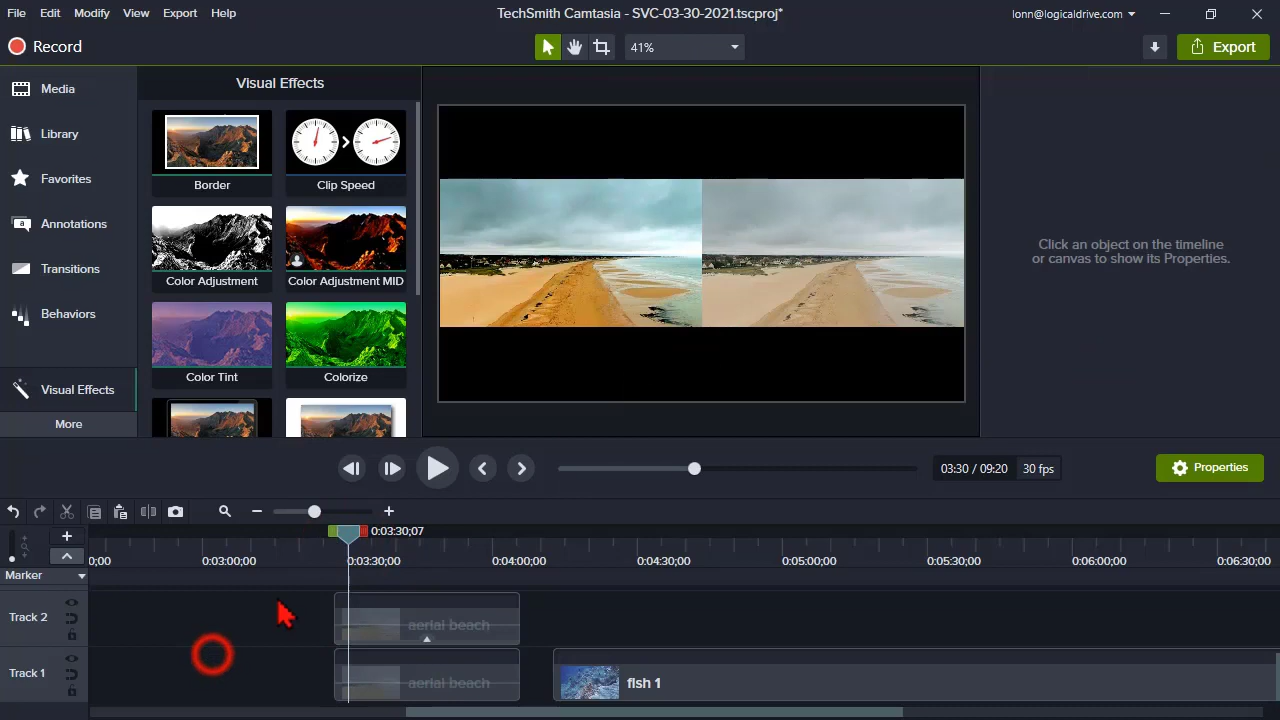 File Edit Modify View Export Help
TechSmith Camtasia - SVC-03-30-2021.tscproj*
lonn@logicaldrive.com
Record
41%
Export
Media
Library
Favorites
Annotations
Transitions
Behaviors
Visual Effects
More
Visual Effects
Border
Clip Speed
Color Adjustment
Color Adjustment MID
Color Tint
Colorize
Click an object on the timeline
or canvas to show its Properties.
03:30 / 09:20 30 fps
Properties
0:03:30;07
0;00 0:03:00;00 0:03:30;00 0:04:00;00 0:04:30;00 0:05:00;00 0:05:30;00 0:06:00;00 0:06:30;00
Marker
Track 2
aerial beach
Track 1
aerial beach
fish 1